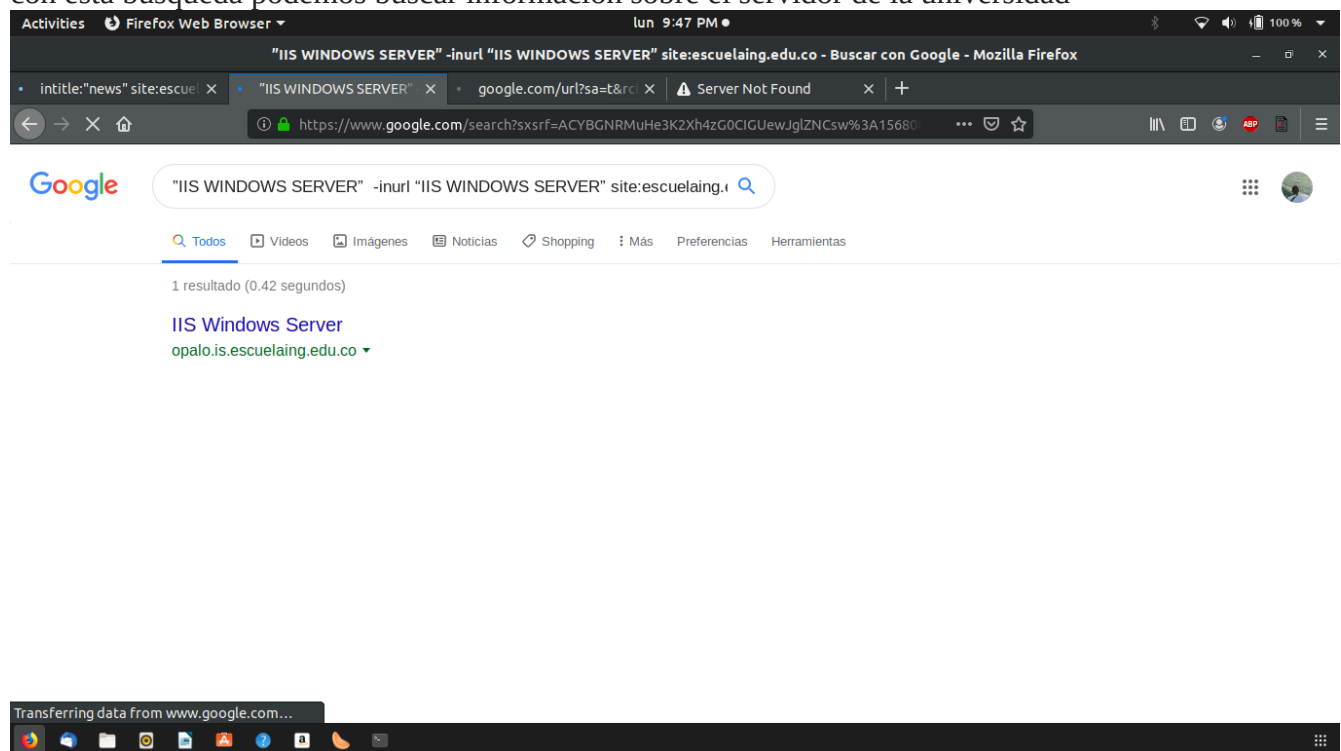 con esta búsqueda podemos buscar información sobre el servidor de la universidad
Activities Firefox Web Browser lun 9:47 PM 100 %
"IIS WINDOWS SERVER” -inurl “IIS WINDOWS SERVER” site:escuelaing.edu.co - Buscar con Google - Mozilla Firefox
intitle:"news" site:escuel "IIS WINDOWS SERVER" google.com/url?sa=t&rc Server Not Found
https://www.google.com/search?sxsrf=ACYBGNRMuHe3K2Xh4zG0CIGUewJglZNCsw%3A15680
ABP
Google "IIS WINDOWS SERVER” -inurl “IIS WINDOWS SERVER” site:escuelaing.
Todos Videos Imágenes Noticias Shopping Más Preferencias Herramientas
1 resultado (0.42 segundos)
IIS Windows Server
opalo.is.escuelaing.edu.co
Transferring data from www.google.com…